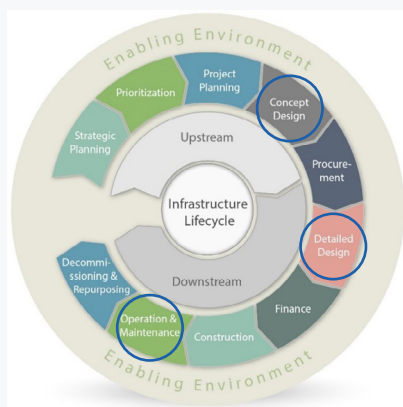 Enabling Environment
Strategic
Planning
Prioritization
Project
Planning
Concept
Design
Procure-
ment
Detailed
Design
Finance
Construction
Operation &
Maintenance
Decommi-
ssioning &
Repurposing
Upstream
Infrastructure
Lifecycle
Downstream
Enabling Environment